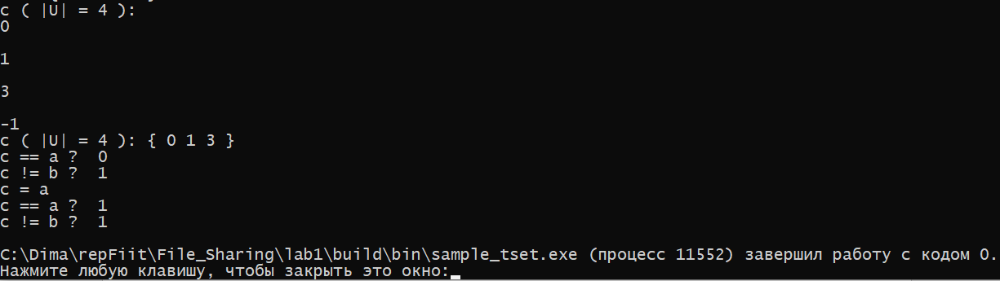 c ( |U| = 4 ):
0
1
3
-1
c ( |U| = 4 ): { 0 1 3 }
c == a ?  0
c != b ?  1
c = a
c == a ?  1
c != b ?  1
C:\Dima\repFiit\File_Sharing\lab1\build\bin\sample_tset.exe (процесс 11552) завершил работу с кодом 0.
Нажмите любую клавишу, чтобы закрыть это окно: